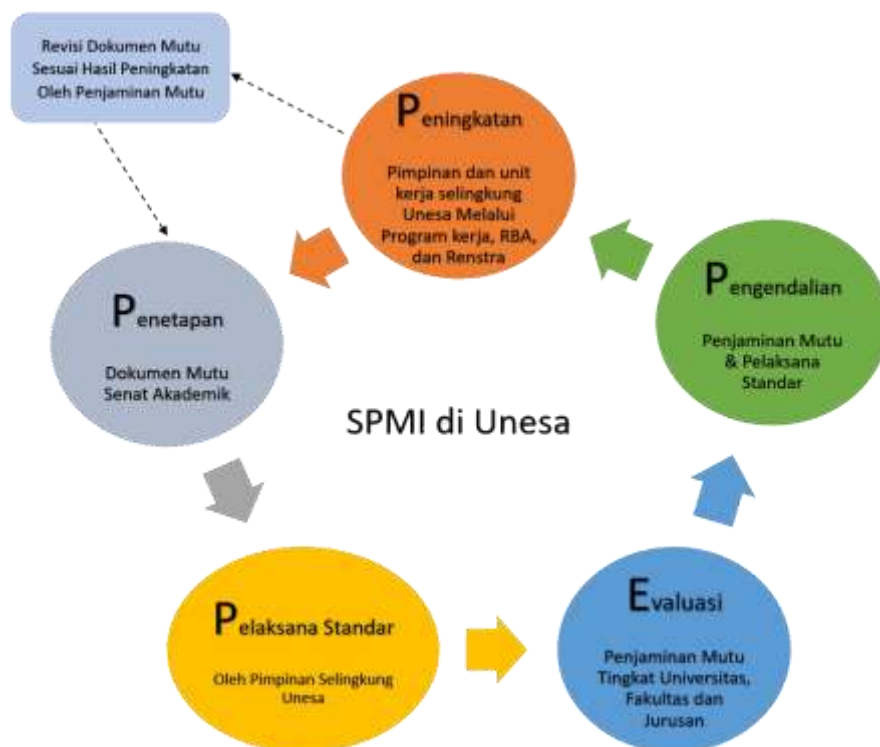 Revisi Dokumen Mutu
Sesuai Hasil Peningkatan
Oleh Penjaminan Mutu
Peningkatan
Pimpinan dan unit
kerja selingkung
Unesa Melalui
Program kerja, RBA,
dan Renstra
Penetapan
Dokumen Mutu
Senat Akademik
Pengendalian
Penjaminan Mutu
& Pelaksana
Standar
SPMI di Unesa
Pelaksana Standar
Oleh Pimpinan Selingkung
Unesa
Evaluasi
Penjaminan Mutu
Tingkat Universitas,
Fakultas dan
Jurusan